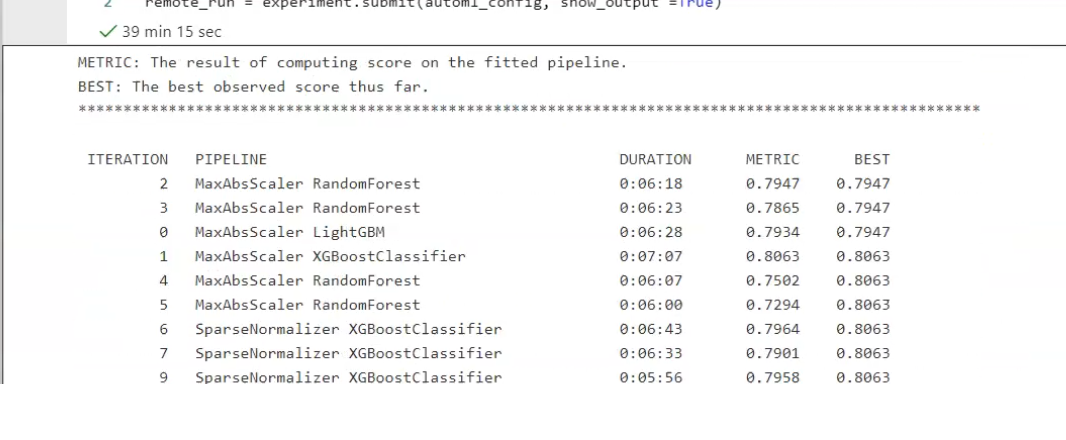 2 remote_run = experiment.submit(automl_config, show_output =True)
39 min 15 sec
METRIC: The result of computing score on the fitted pipeline.
BEST: The best observed score thus far.
****************************************************************************************************
ITERATION PIPELINE DURATION METRIC BEST
2 MaxAbsScaler RandomForest 0:06:18 0.7947 0.7947
3 MaxAbsScaler RandomForest 0:06:23 0.7865 0.7947
0 MaxAbsScaler LightGBM 0:06:28 0.7934 0.7947
1 MaxAbsScaler XGBoostClassifier 0:07:07 0.8063 0.8063
4 MaxAbsScaler RandomForest 0:06:07 0.7502 0.8063
5 MaxAbsScaler RandomForest 0:06:00 0.7294 0.8063
6 SparseNormalizer XGBoostClassifier 0:06:43 0.7964 0.8063
7 SparseNormalizer XGBoostClassifier 0:06:33 0.7901 0.8063
9 SparseNormalizer XGBoostClassifier 0:05:56 0.7958 0.8063